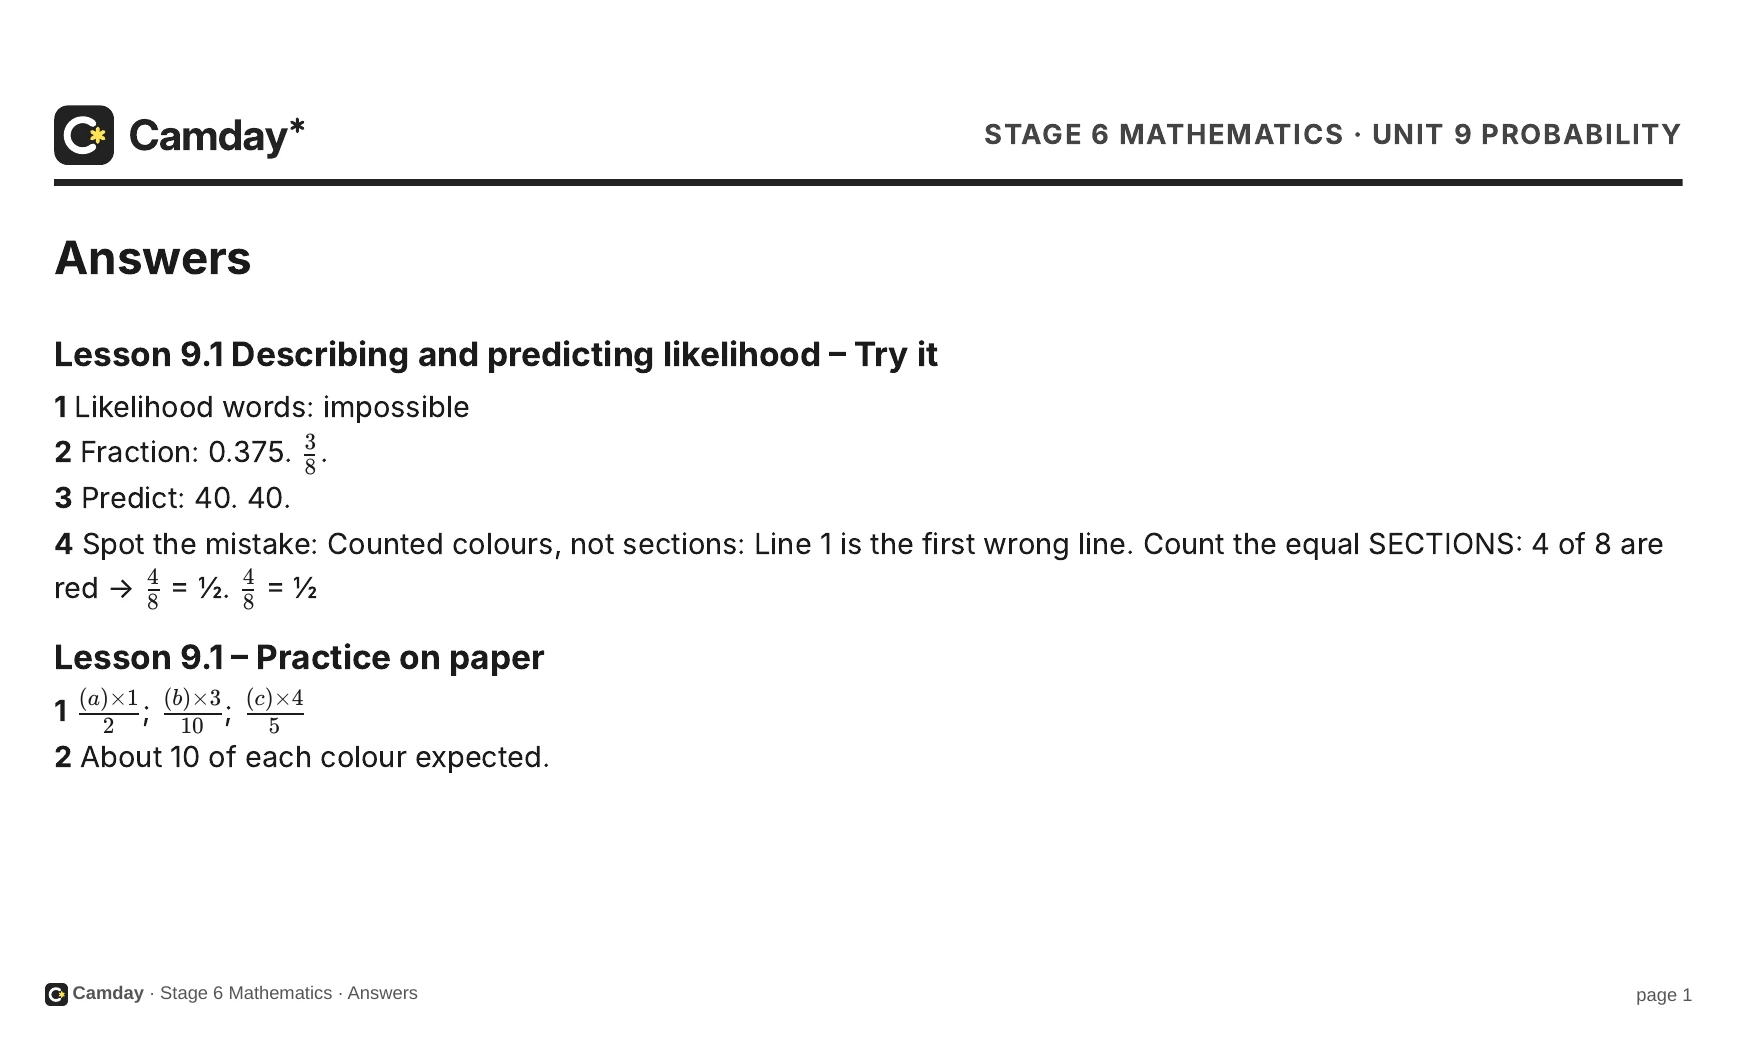 Camday*
STAGE 6 MATHEMATICS · UNIT 9 PROBABILITY
Answers
Lesson 9.1 Describing and predicting likelihood – Try it
1 Likelihood words: impossible
2 Fraction: 0.375. 3/8.
3 Predict: 40. 40.
4 Spot the mistake: Counted colours, not sections: Line 1 is the first wrong line. Count the equal SECTIONS: 4 of 8 are
red → 4/8 = ½. 4/8 = ½
Lesson 9.1 – Practice on paper
1 (a)×1/2; (b)×3/10; (c)×4/5
2 About 10 of each colour expected.
Camday · Stage 6 Mathematics · Answers
page 1